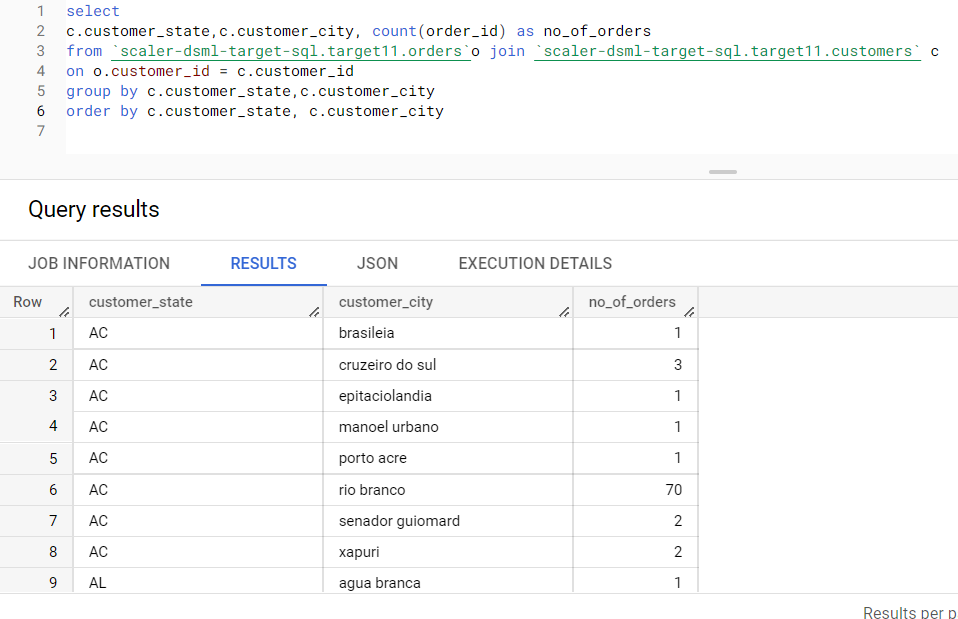 1 select
2 c.customer_state,c.customer_city, count(order_id) as no_of_orders
3 from `scaler-dsml-target-sql.target11.orders`o join `scaler-dsml-target-sql.target11.customers` c
4 on o.customer_id = c.customer_id
5 group by c.customer_state,c.customer_city
6 order by c.customer_state, c.customer_city
7
Query results
JOB INFORMATION RESULTS JSON EXECUTION DETAILS
Row customer_state customer_city no_of_orders
1 AC brasileia 1
2 AC cruzeiro do sul 3
3 AC epitaciolandia 1
4 AC manoel urbano 1
5 AC porto acre 1
6 AC rio branco 70
7 AC senador guiomard 2
8 AC xapuri 2
9 AL agua branca 1
Results per p